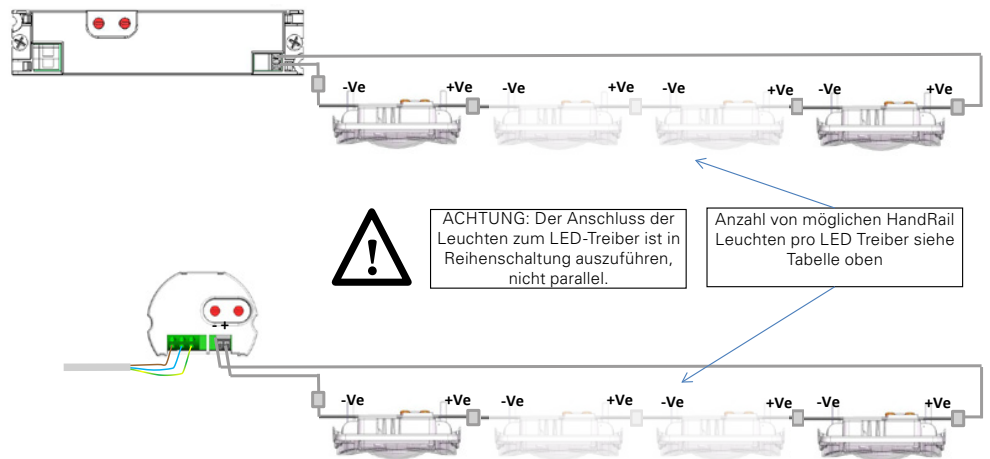 -Ve +Ve -Ve +Ve -Ve +Ve -Ve +Ve
ACHTUNG: Der Anschluss der
Leuchten zum LED-Treiber ist in
Reihenschaltung auszuführen,
nicht parallel.
Anzahl von möglichen HandRail
Leuchten pro LED Treiber siehe
Tabelle oben
- +
-Ve +Ve -Ve +Ve -Ve +Ve -Ve +Ve